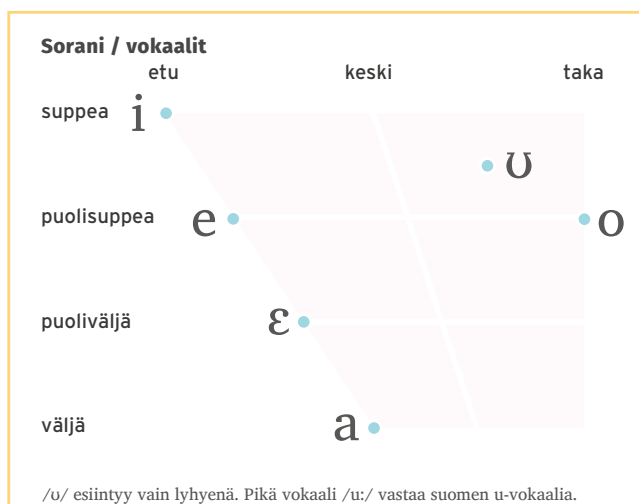 Sorani / vokaalit
etu keski taka
suppea i
ʊ
puolisuppea e o
puoliväljä ɛ
väljä a
/ʊ/ esiintyy vain lyhyenä. Pikä vokaali /u:/ vastaa suomen u-vokaalia.